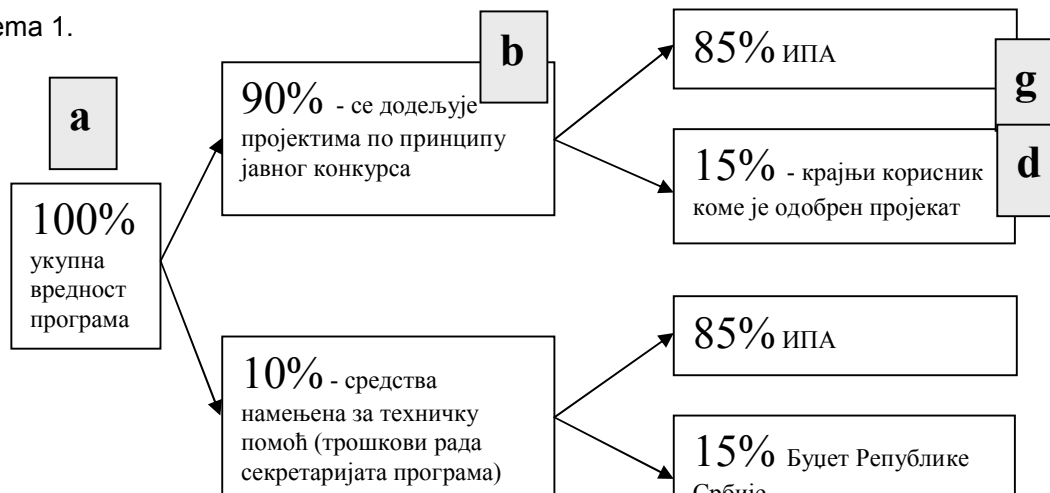 ema 1.
a
100%
укупна
вредност
програма
b
90% - се додељује
пројектима по принципу
јавног конкурса
10% - средства
намењена за техничку
помоћ (трошкови рада
секретаријата програма)
85% ИПА
g
15% - крајњи корисник
коме је одобрен пројекат
d
85% ИПА
15% Буџет Републике
Србије